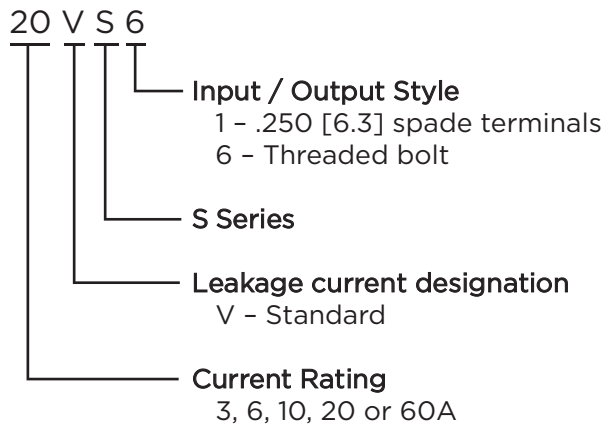 20 V S 6
Input / Output Style
1 – .250 [6.3] spade terminals
6 – Threaded bolt
S Series
Leakage current designation
V – Standard
Current Rating
3, 6, 10, 20 or 60A